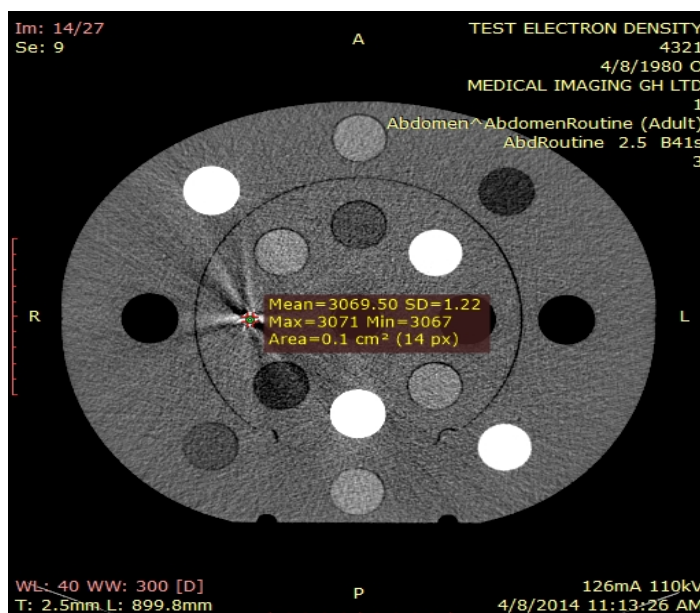 Im: 14/27
Se: 9
A
TEST ELECTRON DENSITY
4321
4/8/1980 O
MEDICAL IMAGING GH LTD
1
Abdomen^AbdomenRoutine (Adult)
AbdRoutine 2.5 B41s
3
R
L
Mean=3069.50 SD=1.22
Max=3071 Min=3067
Area=0.1 cm² (14 px)
WL: 40 WW: 300 [D]
T: 2.5mm L: 899.8mm
P
126mA 110kV
4/8/2014 11:13:26 AM